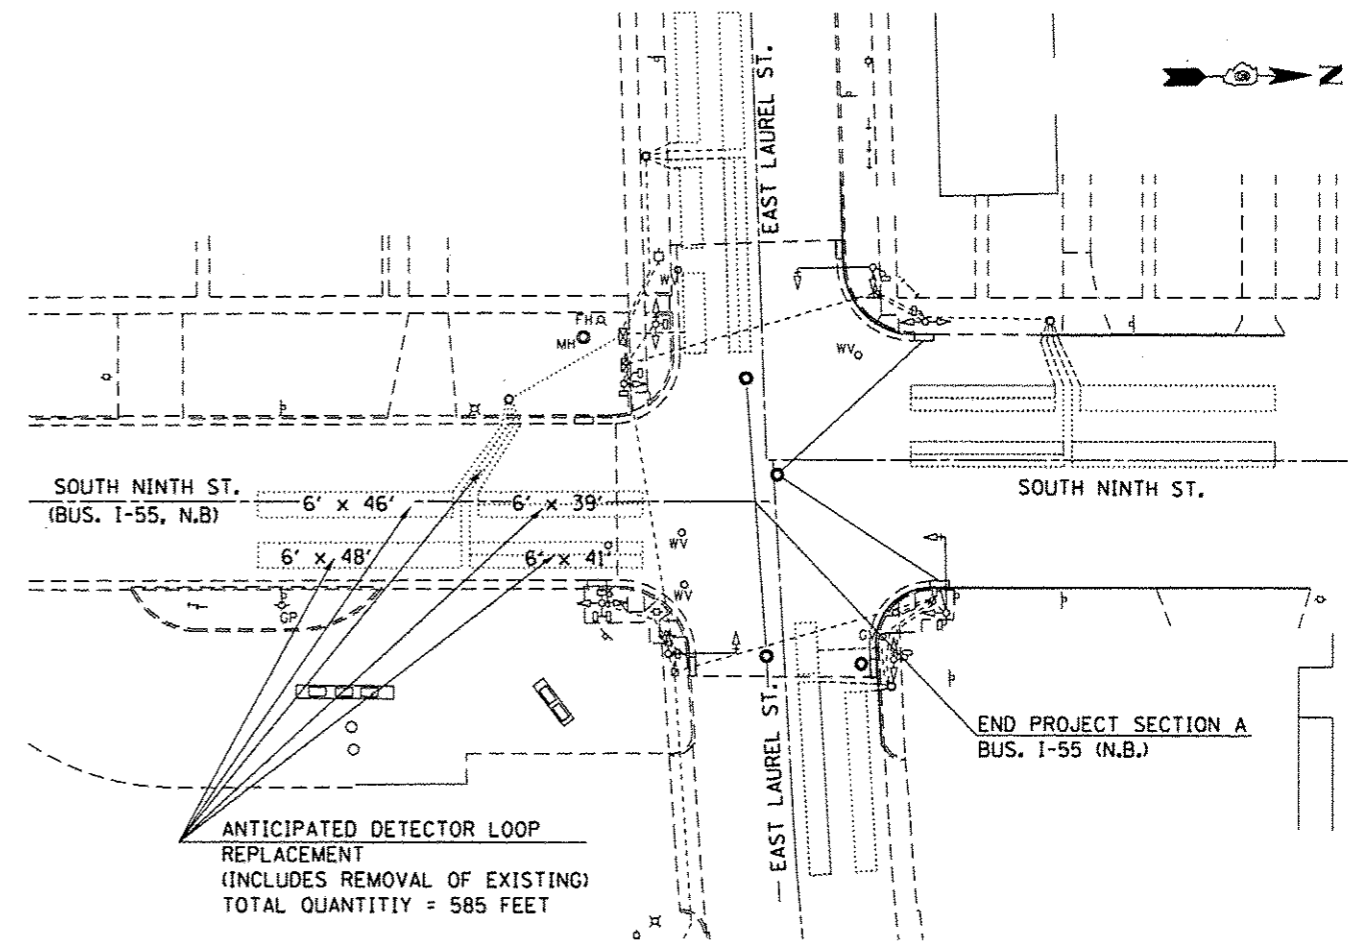 EAST LAUREL ST.
N
WV
FH
MH
WV
SOUTH NINTH ST.
(BUS. I-55, N.B)
6' x 46'
6' x 39'
SOUTH NINTH ST.
6' x 48'
6' x 41'
WV
WV
GP
GV
EAST LAUREL ST.
END PROJECT SECTION A
BUS. I-55 (N.B.)
ANTICIPATED DETECTOR LOOP
REPLACEMENT
(INCLUDES REMOVAL OF EXISTING)
TOTAL QUANTITIY = 585 FEET